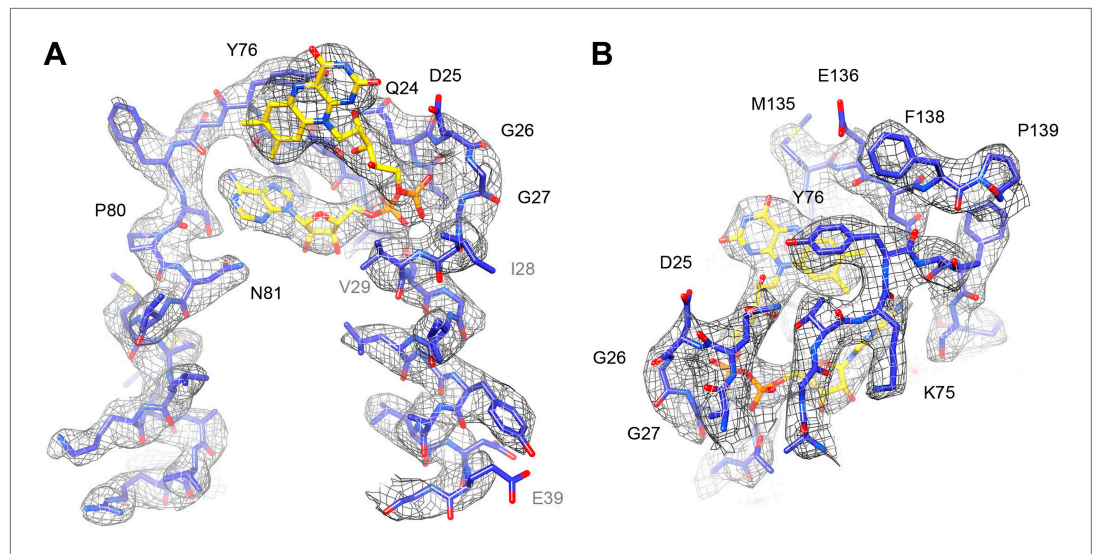 A
Y76
Q24
D25
G26
G27
P80
I28
V29
N81
E39
B
E136
M135
F138
P139
Y76
D25
G26
K75
G27